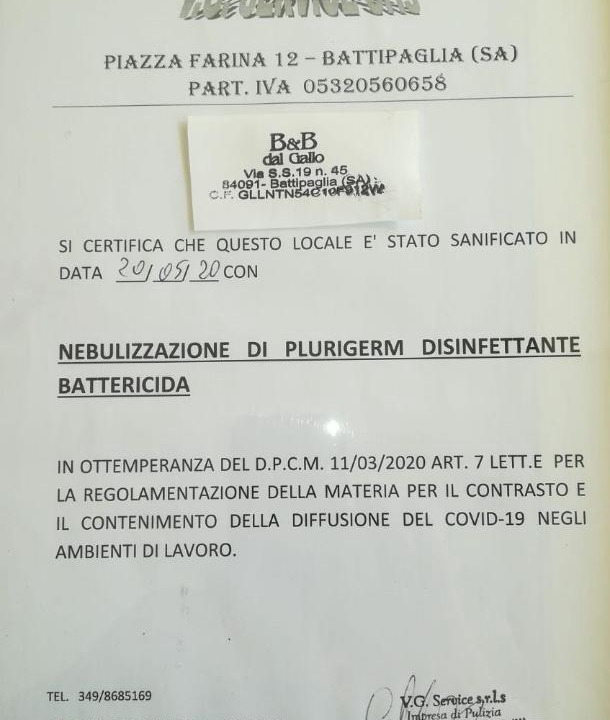 V.G. SERVICE SRLS
PIAZZA FARINA 12 – BATTIPAGLIA (SA)
PART. IVA 05320560658
B&B
dal Gallo
Via S.S.19 n. 45
84091- Battipaglia (SA)
C.F. GLLNTN54C10F912W
SI CERTIFICA CHE QUESTO LOCALE E' STATO SANIFICATO IN
DATA 20/05/20 CON
NEBULIZZAZIONE DI PLURIGERM DISINFETTANTE
BATTERICIDA
IN OTTEMPERANZA DEL D.P.C.M. 11/03/2020 ART. 7 LETT.E PER
LA REGOLAMENTAZIONE DELLA MATERIA PER IL CONTRASTO E
IL CONTENIMENTO DELLA DIFFUSIONE DEL COVID-19 NEGLI
AMBIENTI DI LAVORO.
TEL. 349/8685169
V.G. Service s.r.l.s
Impresa di Pulizia